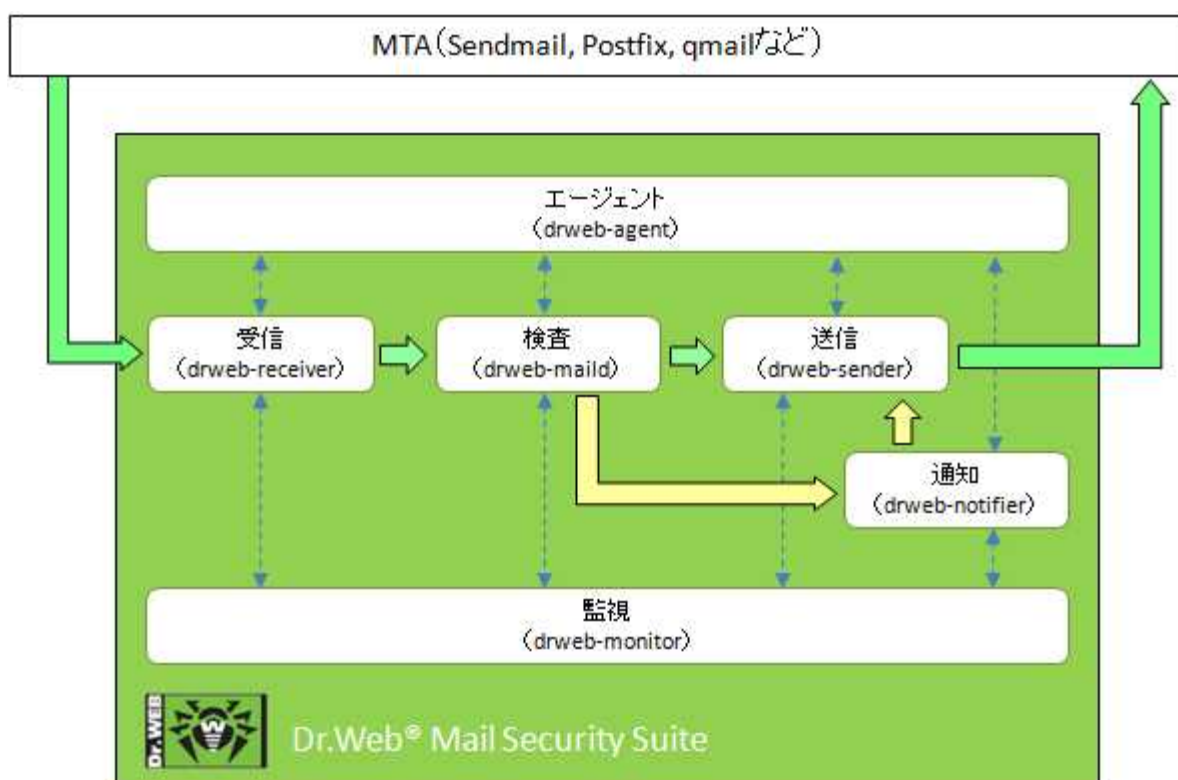 MTA（Sendmail, Postfix, qmailなど）
エージェント
（drweb-agent）
受信
（drweb-receiver）
検査
（drweb-maild）
送信
（drweb-sender）
通知
（drweb-notifier）
監視
（drweb-monitor）
Dr.WEB
W
Dr.Web® Mail Security Suite